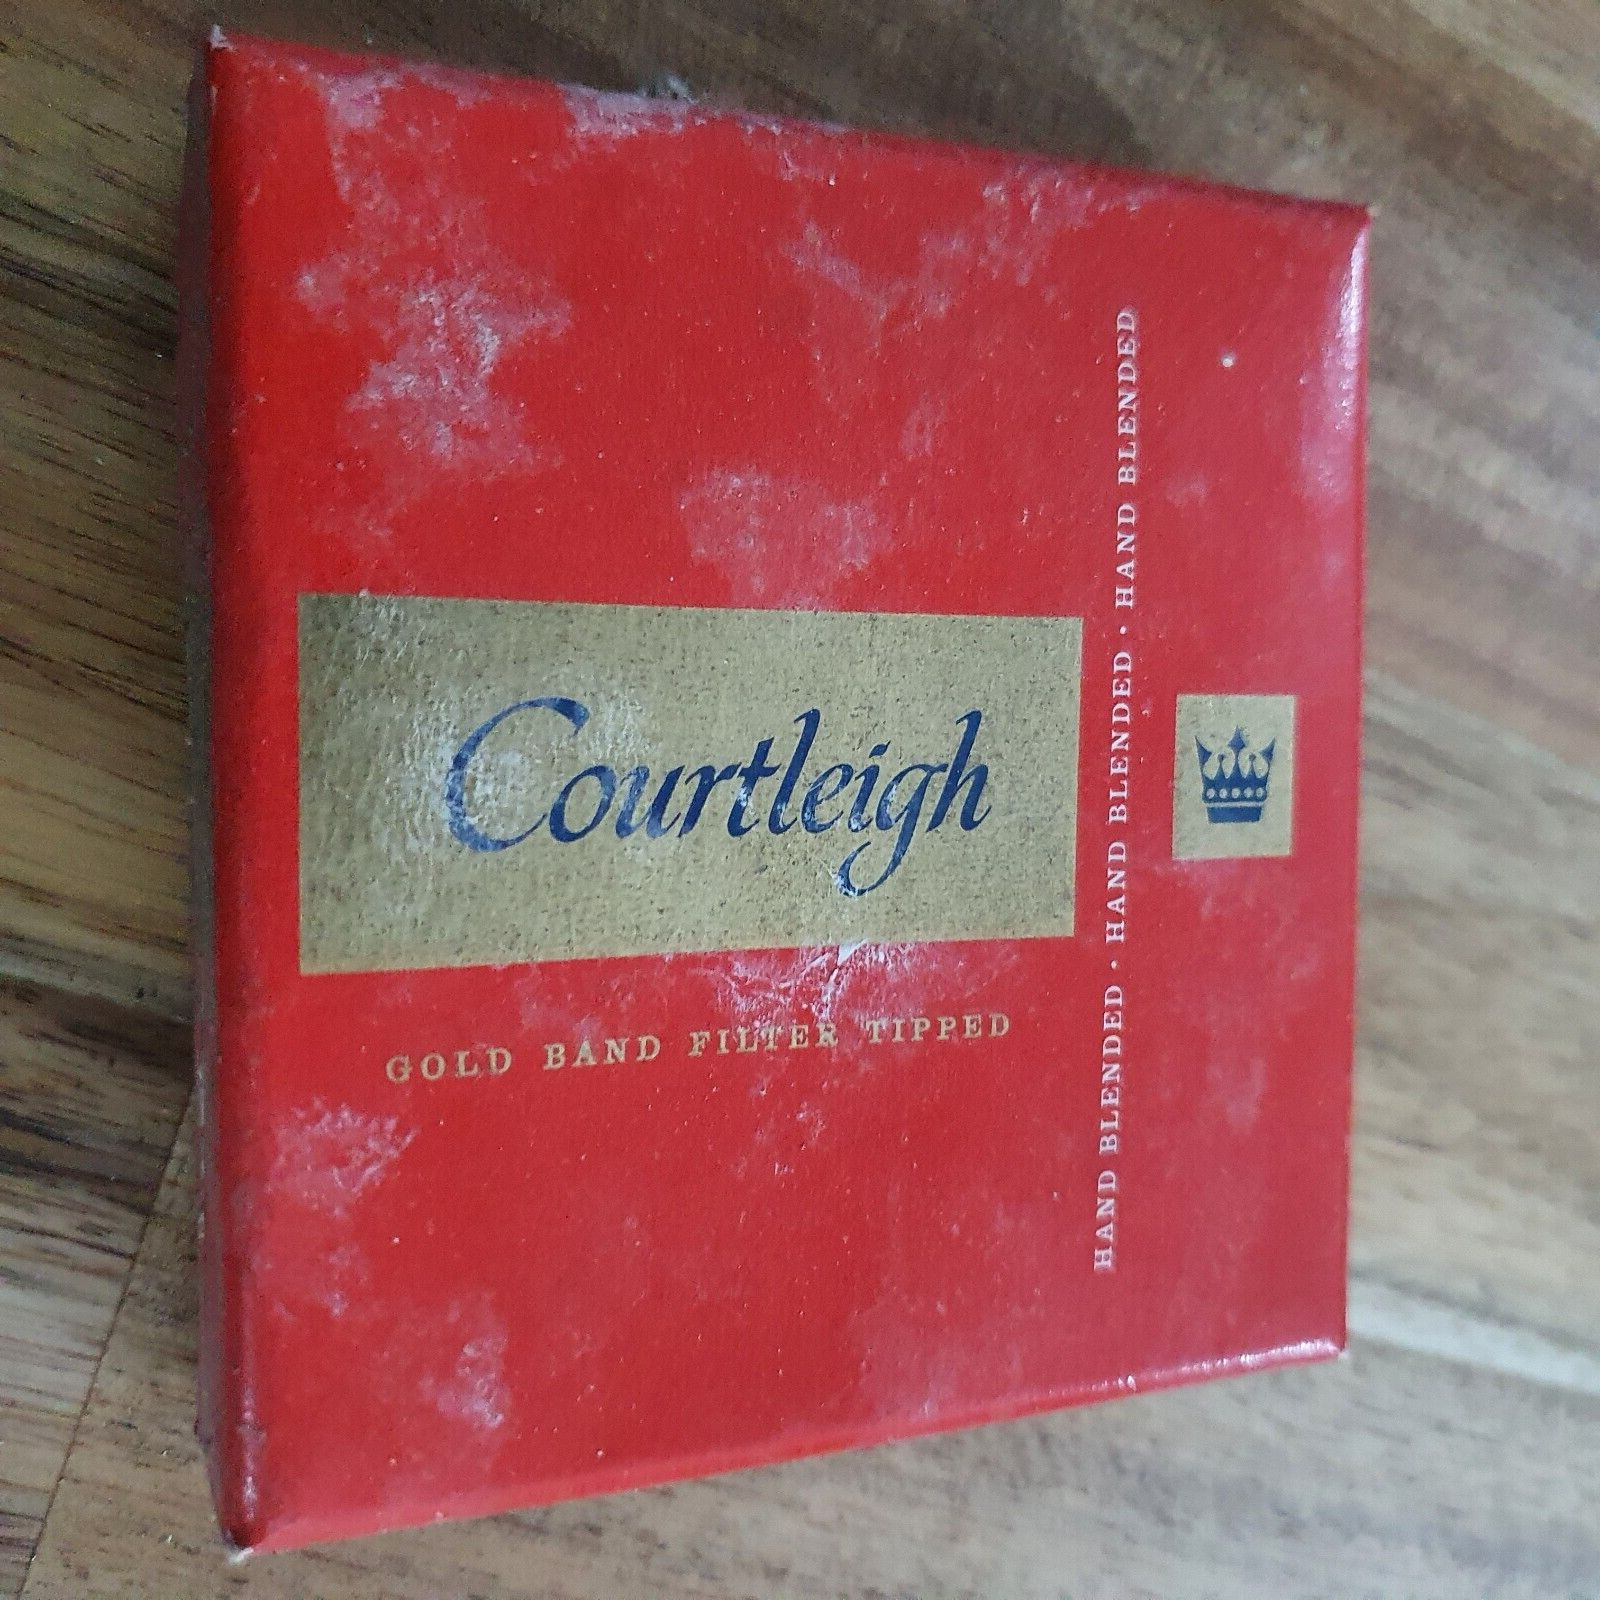 Courtleigh
GOLD BAND FILTER TIPPED
HAND BLENDED · HAND BLENDED · HAND BLENDED